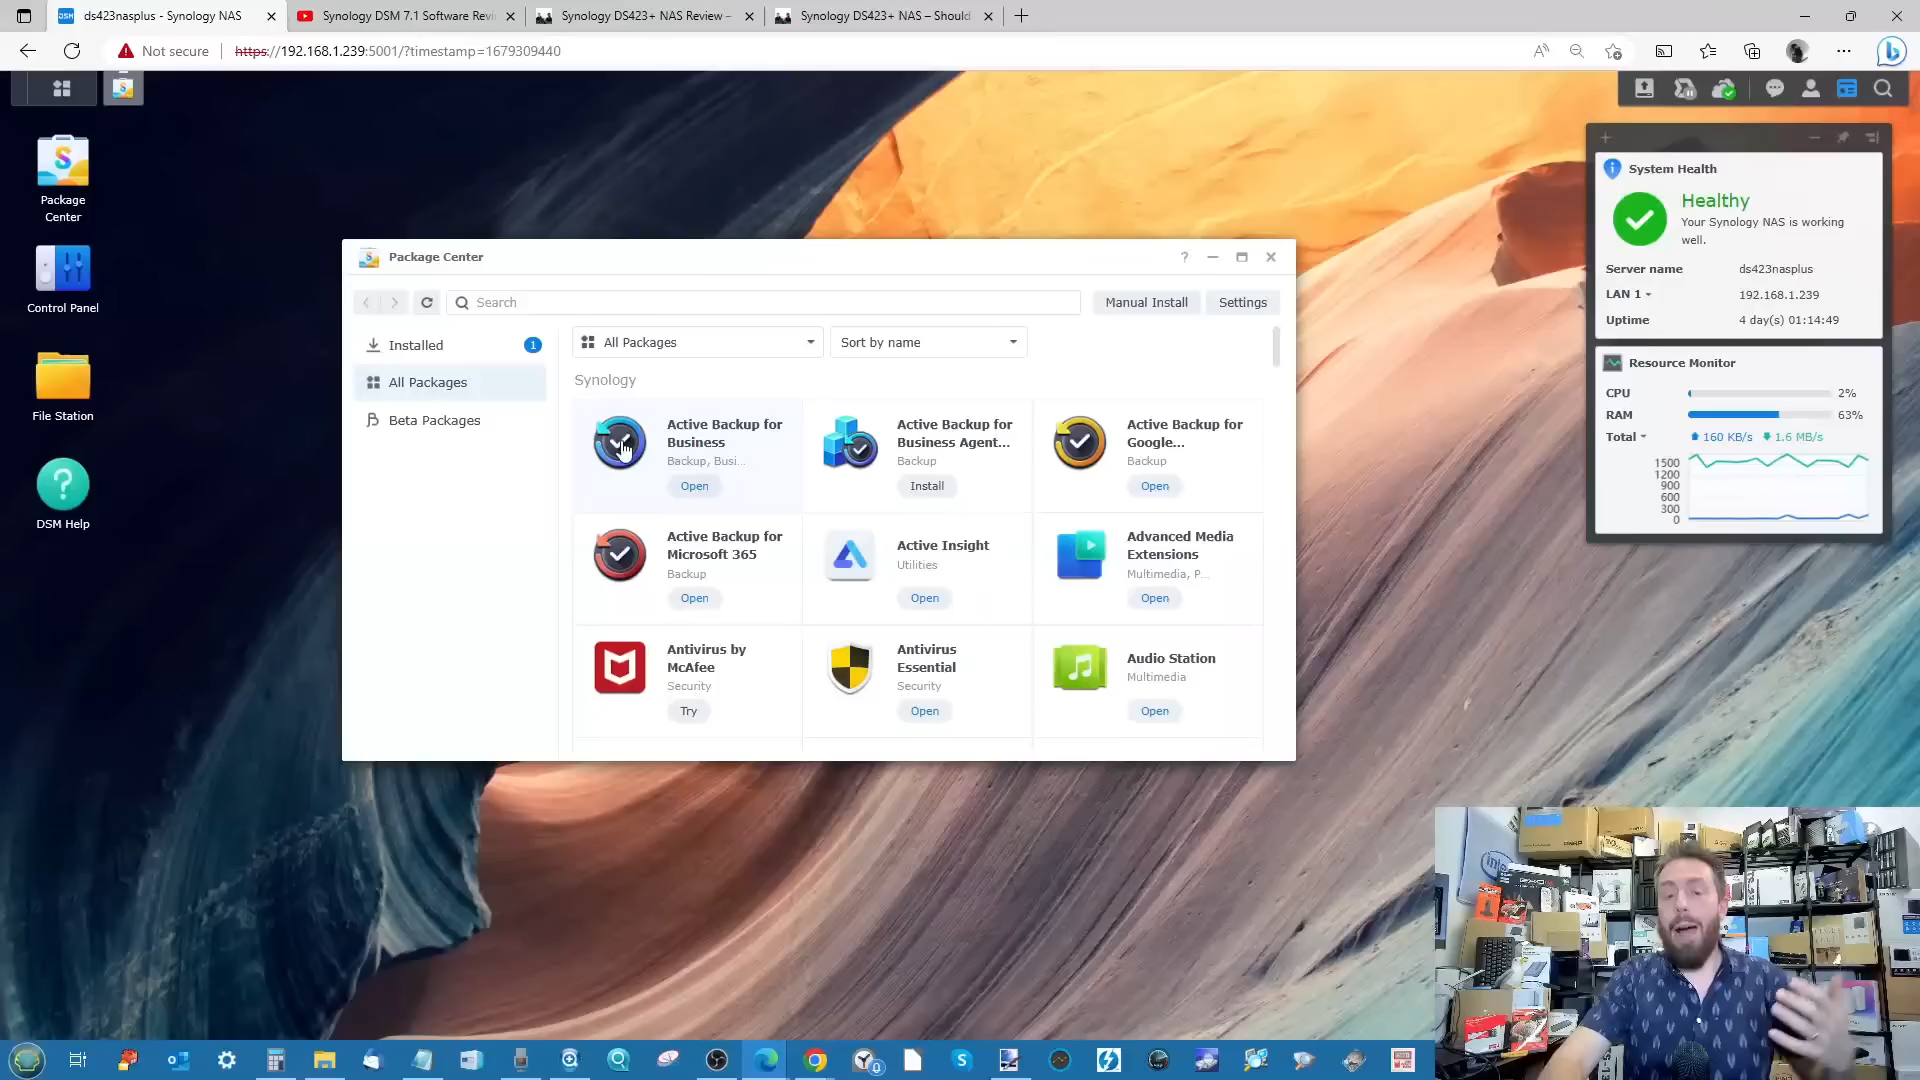 ds423nasplus - Synology NAS
Synology DSM 7.1 Software Revi
Synology DS423+ NAS Review –
Synology DS423+ NAS – Should
Not secure
https://192.168.1.239:5001/?timestamp=1679309440
Package
Center
Control Panel
File Station
DSM Help
Package Center
Search
Manual Install
Settings
Installed
1
All Packages
Beta Packages
All Packages
Sort by name
Synology
Active Backup for
Business
Backup, Busi...
Open
Active Backup for
Business Agent...
Backup
Install
Active Backup for
Google...
Backup
Open
Active Backup for
Microsoft 365
Backup
Open
Active Insight
Utilities
Open
Advanced Media
Extensions
Multimedia, P...
Open
Antivirus by
McAfee
Security
Try
Antivirus
Essential
Security
Open
Audio Station
Multimedia
Open
System Health
Healthy
Your Synology NAS is working
well.
Server name
ds423nasplus
LAN 1
192.168.1.239
Uptime
4 day(s) 01:14:49
Resource Monitor
CPU
2%
RAM
63%
Total
160 KB/s
1.6 MB/s
1500
1200
900
600
300
0
intel